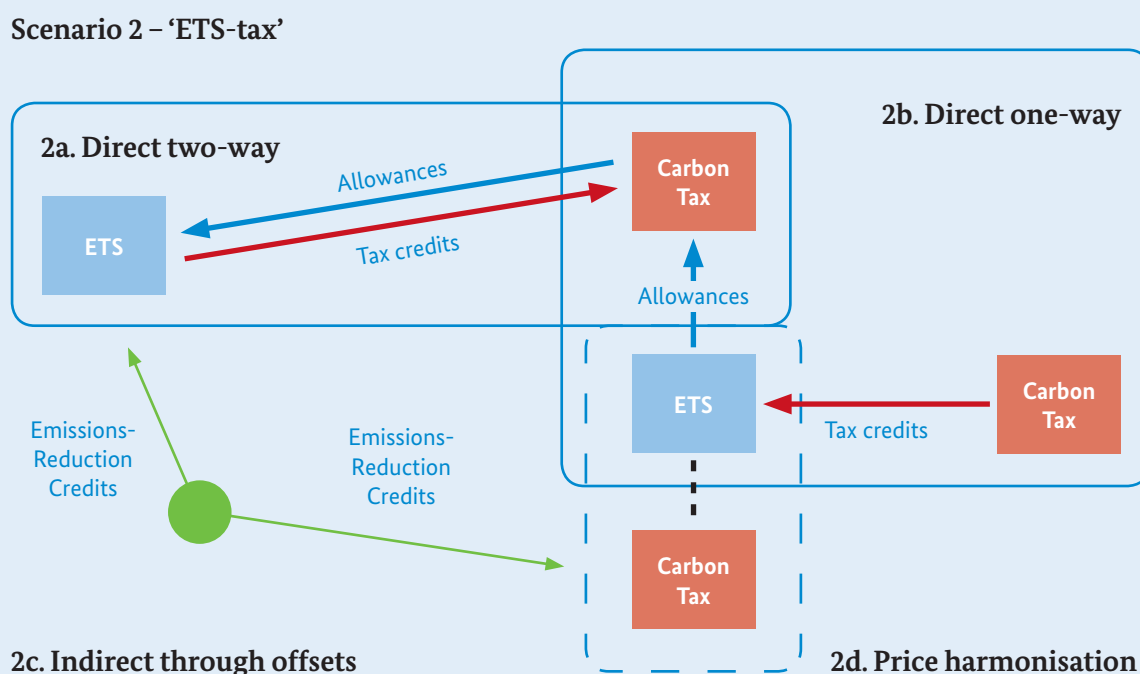 Scenario 2 – ‘ETS-tax’
2b. Direct one-way
2a. Direct two-way
Allowances
Carbon
Tax
ETS
Tax credits
Allowances
ETS
Carbon
Tax
Tax credits
Emissions-
Reduction
Credits
Emissions-
Reduction
Credits
Carbon
Tax
2c. Indirect through offsets
2d. Price harmonisation